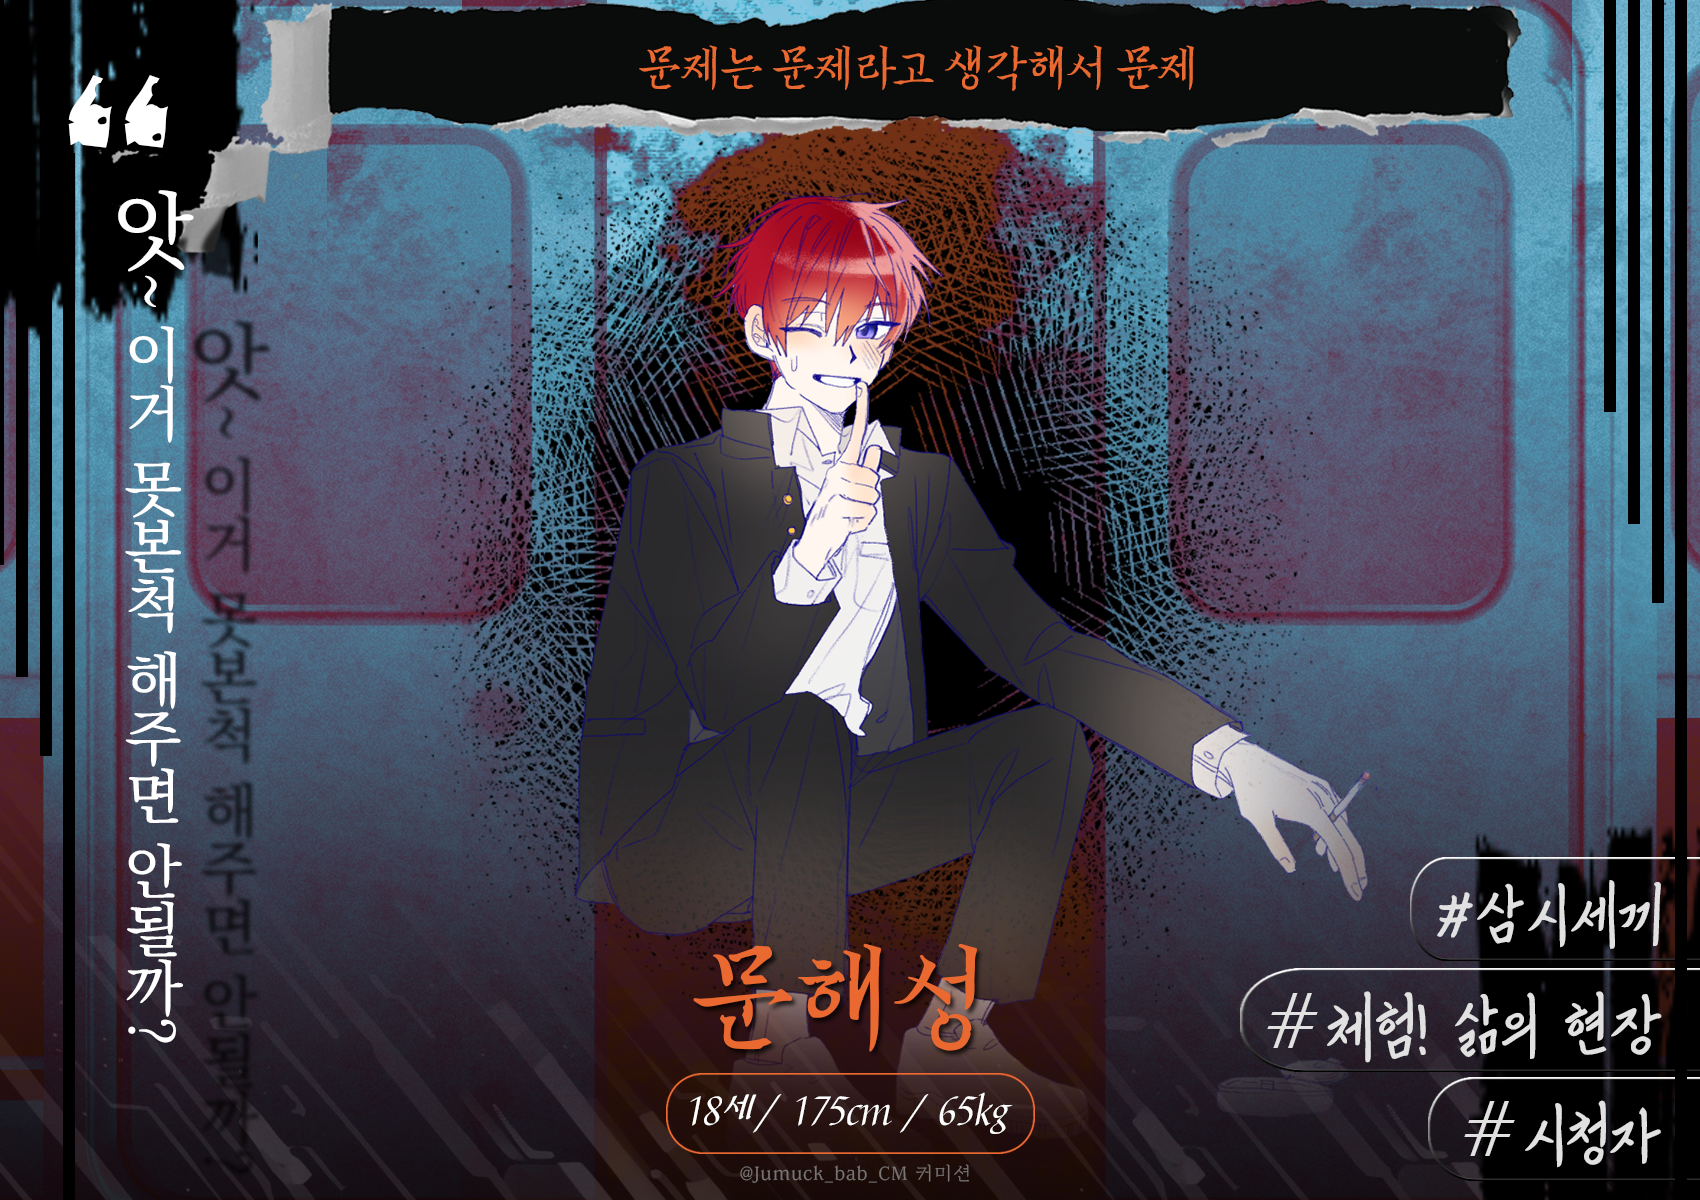 문제는 문제라고 생각해서 문제
“
앗~ 이거 못본척 해주면 안될까?
앗~ 이거 못본척 해주면 안될까?
문해성
18세/ 175cm / 65kg
@Jumuck_bab_CM 커미션
#삼시세끼
#체험! 삶의 현장
#시청자